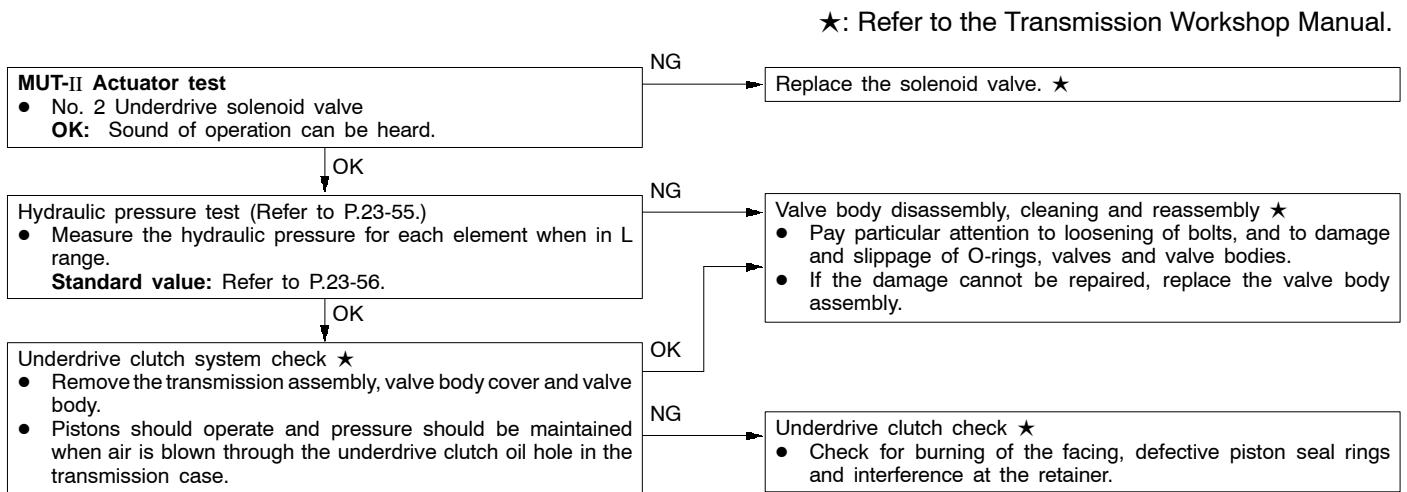 ★: Refer to the Transmission Workshop Manual.
MUT-II Actuator test
● No. 2 Underdrive solenoid valve
OK: Sound of operation can be heard.
NG
Replace the solenoid valve. ★
OK
Hydraulic pressure test (Refer to P.23-55.)
● Measure the hydraulic pressure for each element when in L
range.
Standard value: Refer to P.23-56.
NG
Valve body disassembly, cleaning and reassembly ★
● Pay particular attention to loosening of bolts, and to damage
and slippage of O-rings, valves and valve bodies.
● If the damage cannot be repaired, replace the valve body
assembly.
OK
Underdrive clutch system check ★
● Remove the transmission assembly, valve body cover and valve
body.
● Pistons should operate and pressure should be maintained
when air is blown through the underdrive clutch oil hole in the
transmission case.
OK
NG
Underdrive clutch check ★
● Check for burning of the facing, defective piston seal rings
and interference at the retainer.